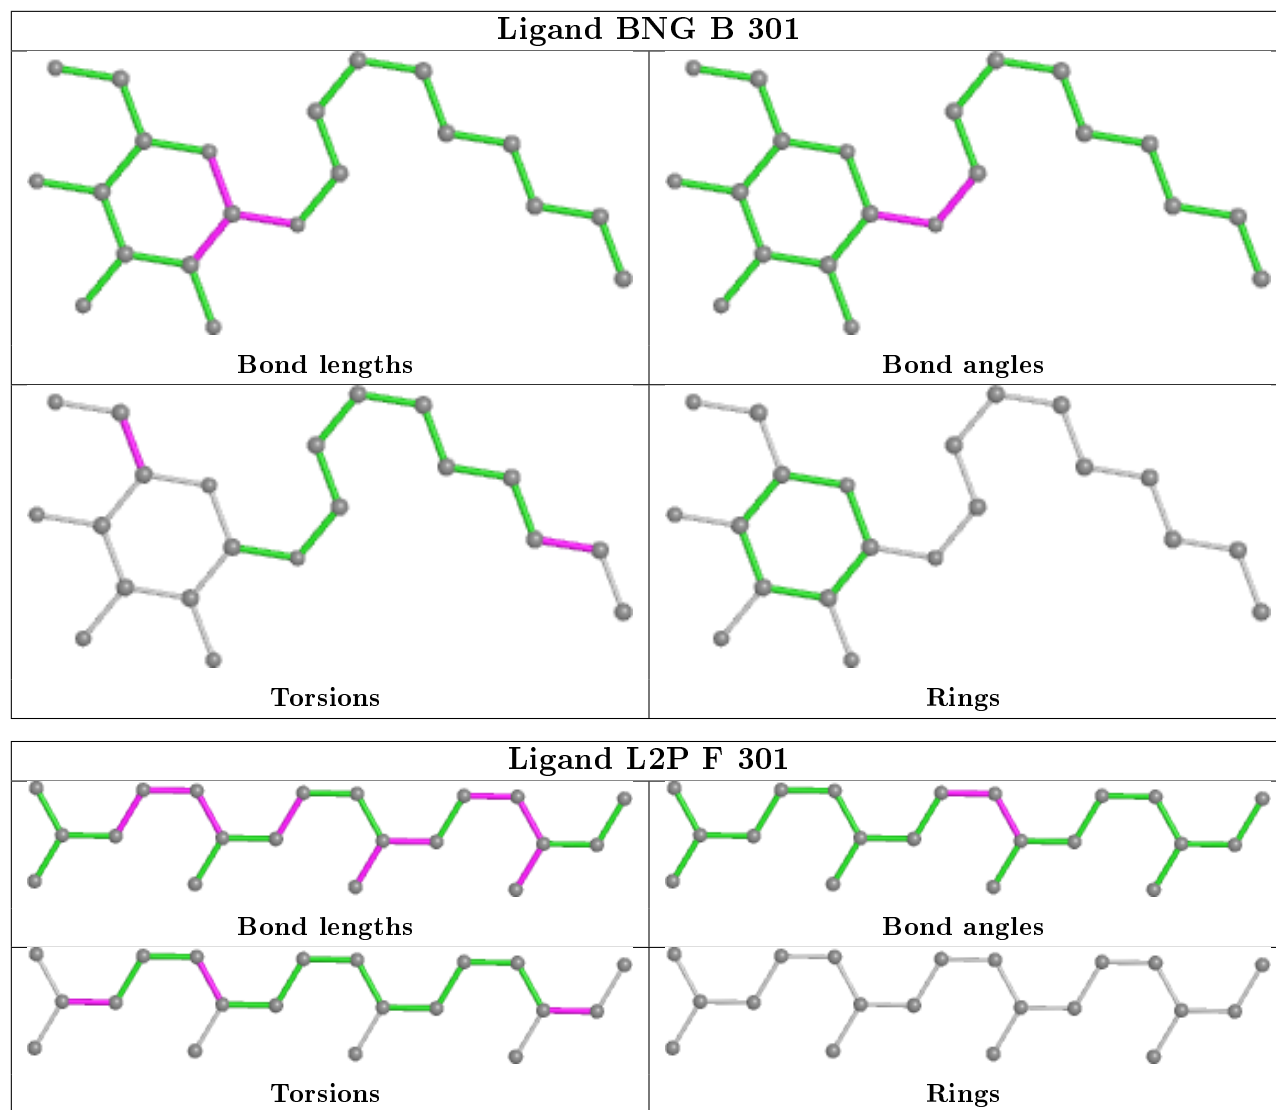 Ligand BNG B 301
Bond lengths
Bond angles
Torsions
Rings
Ligand L2P F 301
Bond lengths
Bond angles
Torsions
Rings